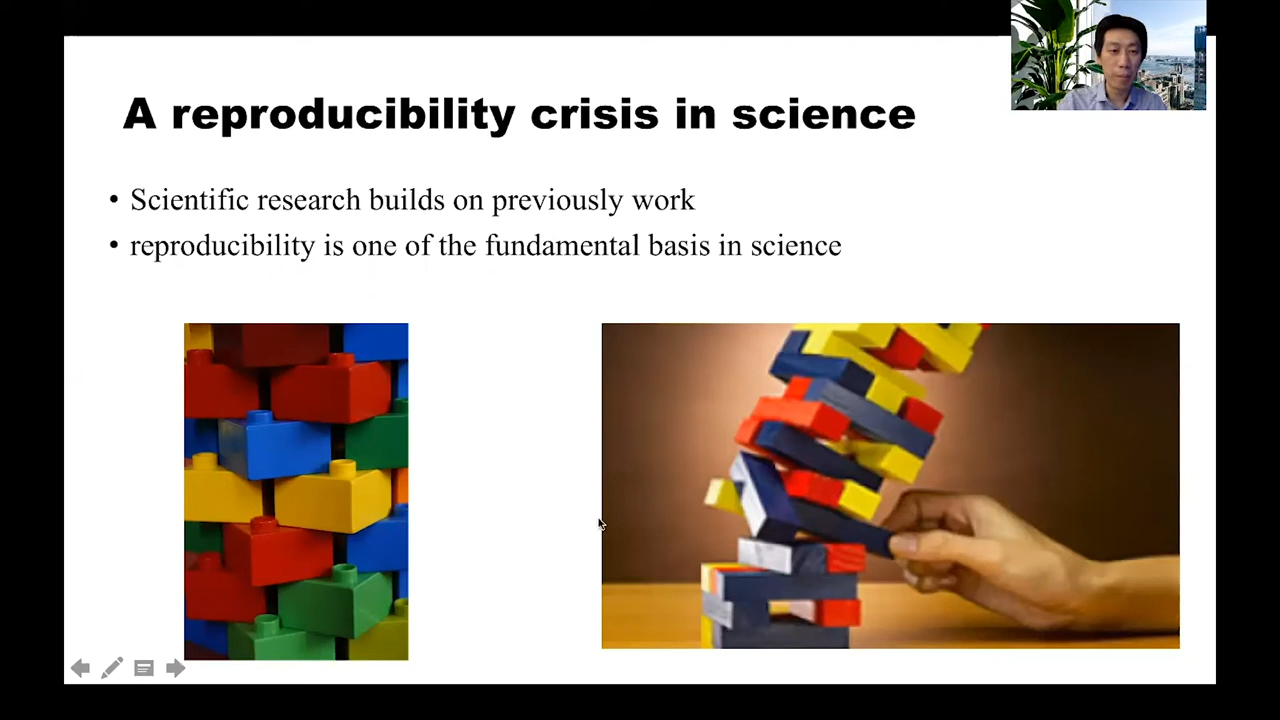 A reproducibility crisis in science
• Scientific research builds on previously work
• reproducibility is one of the fundamental basis in science